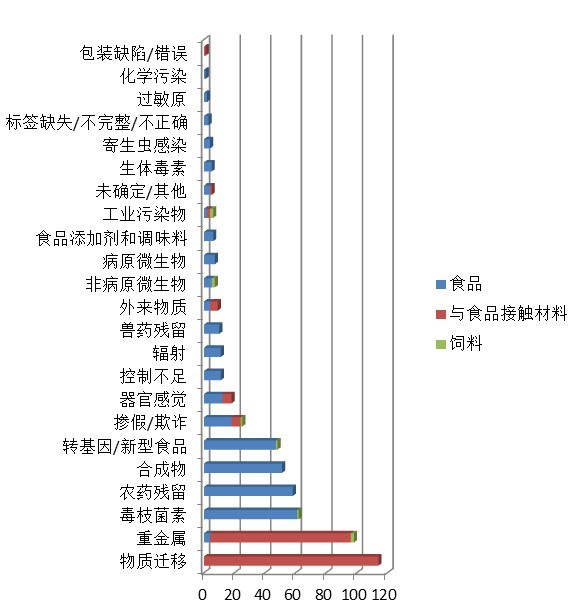 包装缺陷/错误
化学污染
过敏原
标签缺失/不完整/不正确
寄生虫感染
生体毒素
未确定/其他
工业污染物
食品添加剂和调味料
病原微生物
非病原微生物
外来物质
兽药残留
辐射
控制不足
器官感觉
掺假/欺诈
转基因/新型食品
合成物
农药残留
毒枝菌素
重金属
物质迁移
0 20 40 60 80 100 120
食品
与食品接触材料
饲料